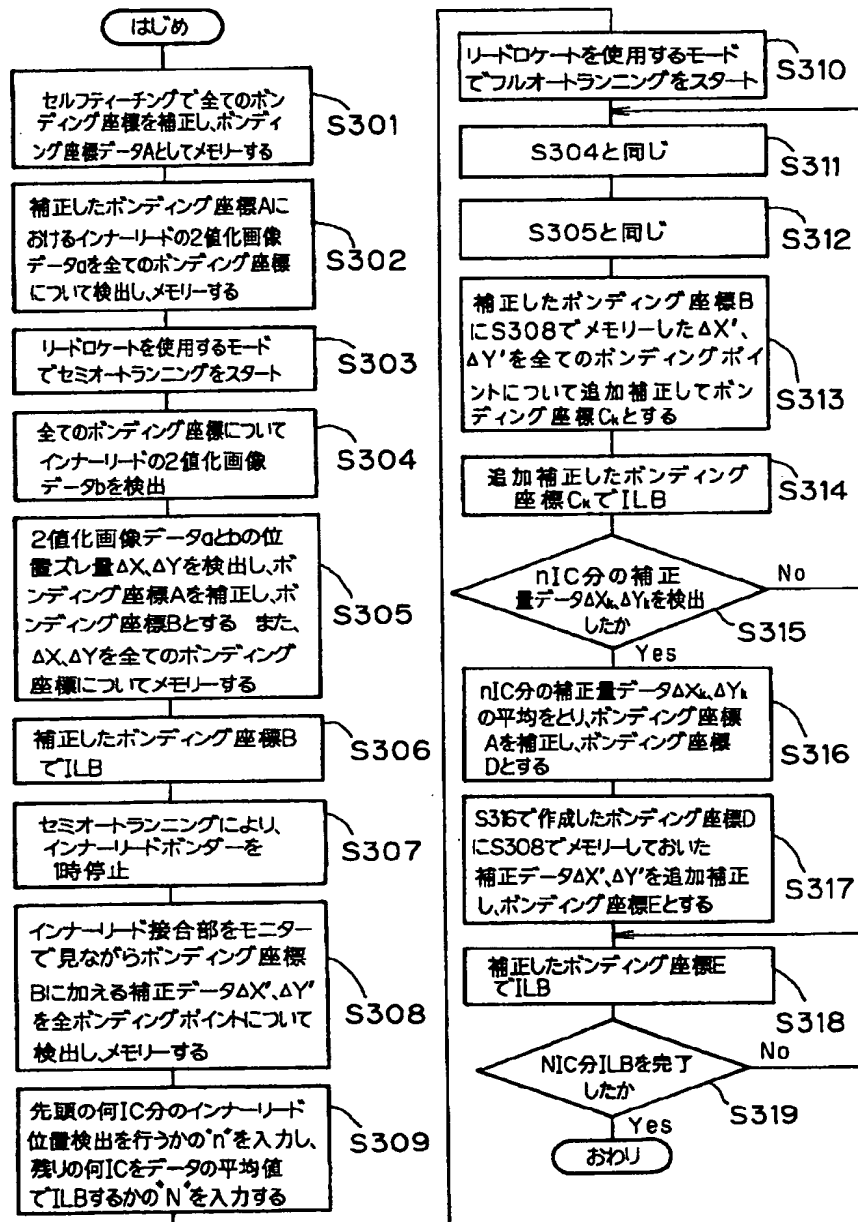 はじめ
セルフティーチングで全てのボン
ディング座標を補正し、ボンディ
ング座標データAとしてメモリーする
S301
補正したボンディング座標Aに
おけるインナーリードの2値化画像
データaを全てのボンディング座標
について検出し、メモリーする
S302
リードロケートを使用するモード
でセミオートランニングをスタート
S303
全てのボンディング座標について
インナーリードの2値化画像
データbを検出
S304
2値化画像データaとbの位
置ズレ量ΔX、ΔYを検出し、ボ
ンディング座標Aを補正し、ボ
ンディング座標Bとする また、
ΔX、ΔYを全てのボンディング
座標についてメモリーする
S305
補正したボンディング座標B
でILB
S306
セミオートランニングにより、
インナーリードボンダーを
1時停止
S307
インナーリード接合部をモニター
で見ながらボンディング座標
Bに加える補正データΔX'、ΔY'
を全ボンディングポイントについて
検出し、メモリーする
S308
先頭の何IC分のインナーリード
位置検出を行うかの"n"を入力し、
残りの何ICをデータの平均値
でILBするかの"N"を入力する
S309
リードロケートを使用するモード
でフルオートランニングをスタート
S310
S304と同じ
S311
S305と同じ
S312
補正したボンディング座標B
にS308でメモリーしたΔX'、
ΔY'を全てのボンディングポイ
ントについて追加補正してボン
ディング座標Ckとする
S313
追加補正したボンディング
座標CkでILB
S314
nIC分の補正
量データΔXk、ΔYkを検出
したか
No
S315
Yes
nIC分の補正量データΔXk、ΔYk
の平均をとり、ボンディング座標
Aを補正し、ボンディング座標
Dとする
S316
S316で作成したボンディング座標D
にS308でメモリーしておいた
補正データΔX'、ΔY'を追加補正
し、ボンディング座標Eとする
S317
補正したボンディング座標E
でILB
S318
NIC分ILBを完了
したか
No
S319
Yes
おわり